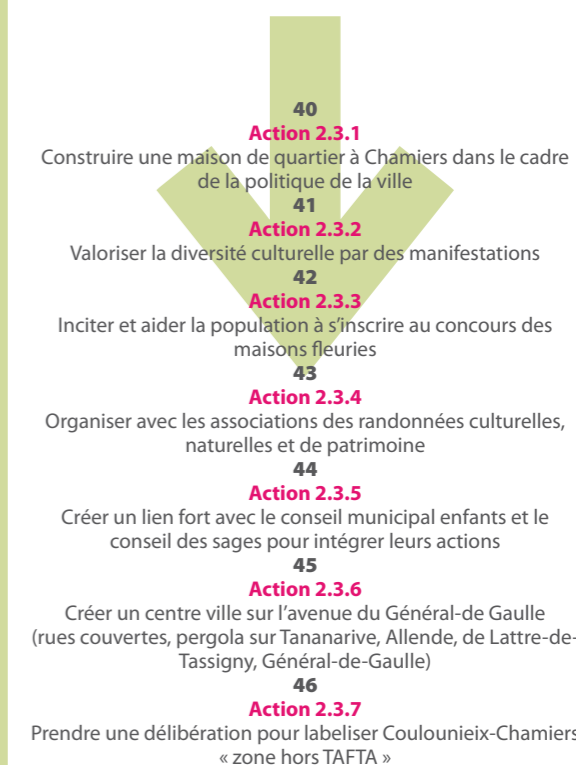 40
Action 2.3.1
Construire une maison de quartier à Chamiers dans le cadre
de la politique de la ville
41
Action 2.3.2
Valoriser la diversité culturelle par des manifestations
42
Action 2.3.3
Inciter et aider la population à s’inscrire au concours des
maisons fleuries
43
Action 2.3.4
Organiser avec les associations des randonnées culturelles,
naturelles et de patrimoine
44
Action 2.3.5
Créer un lien fort avec le conseil municipal enfants et le
conseil des sages pour intégrer leurs actions
45
Action 2.3.6
Créer un centre ville sur l’avenue du Général-de Gaulle
(rues couvertes, pergola sur Tananarive, Allende, de Lattre-de-
Tassigny, Général-de-Gaulle)
46
Action 2.3.7
Prendre une délibération pour labeliser Coulounieix-Chamiers
« zone hors TAFTA »